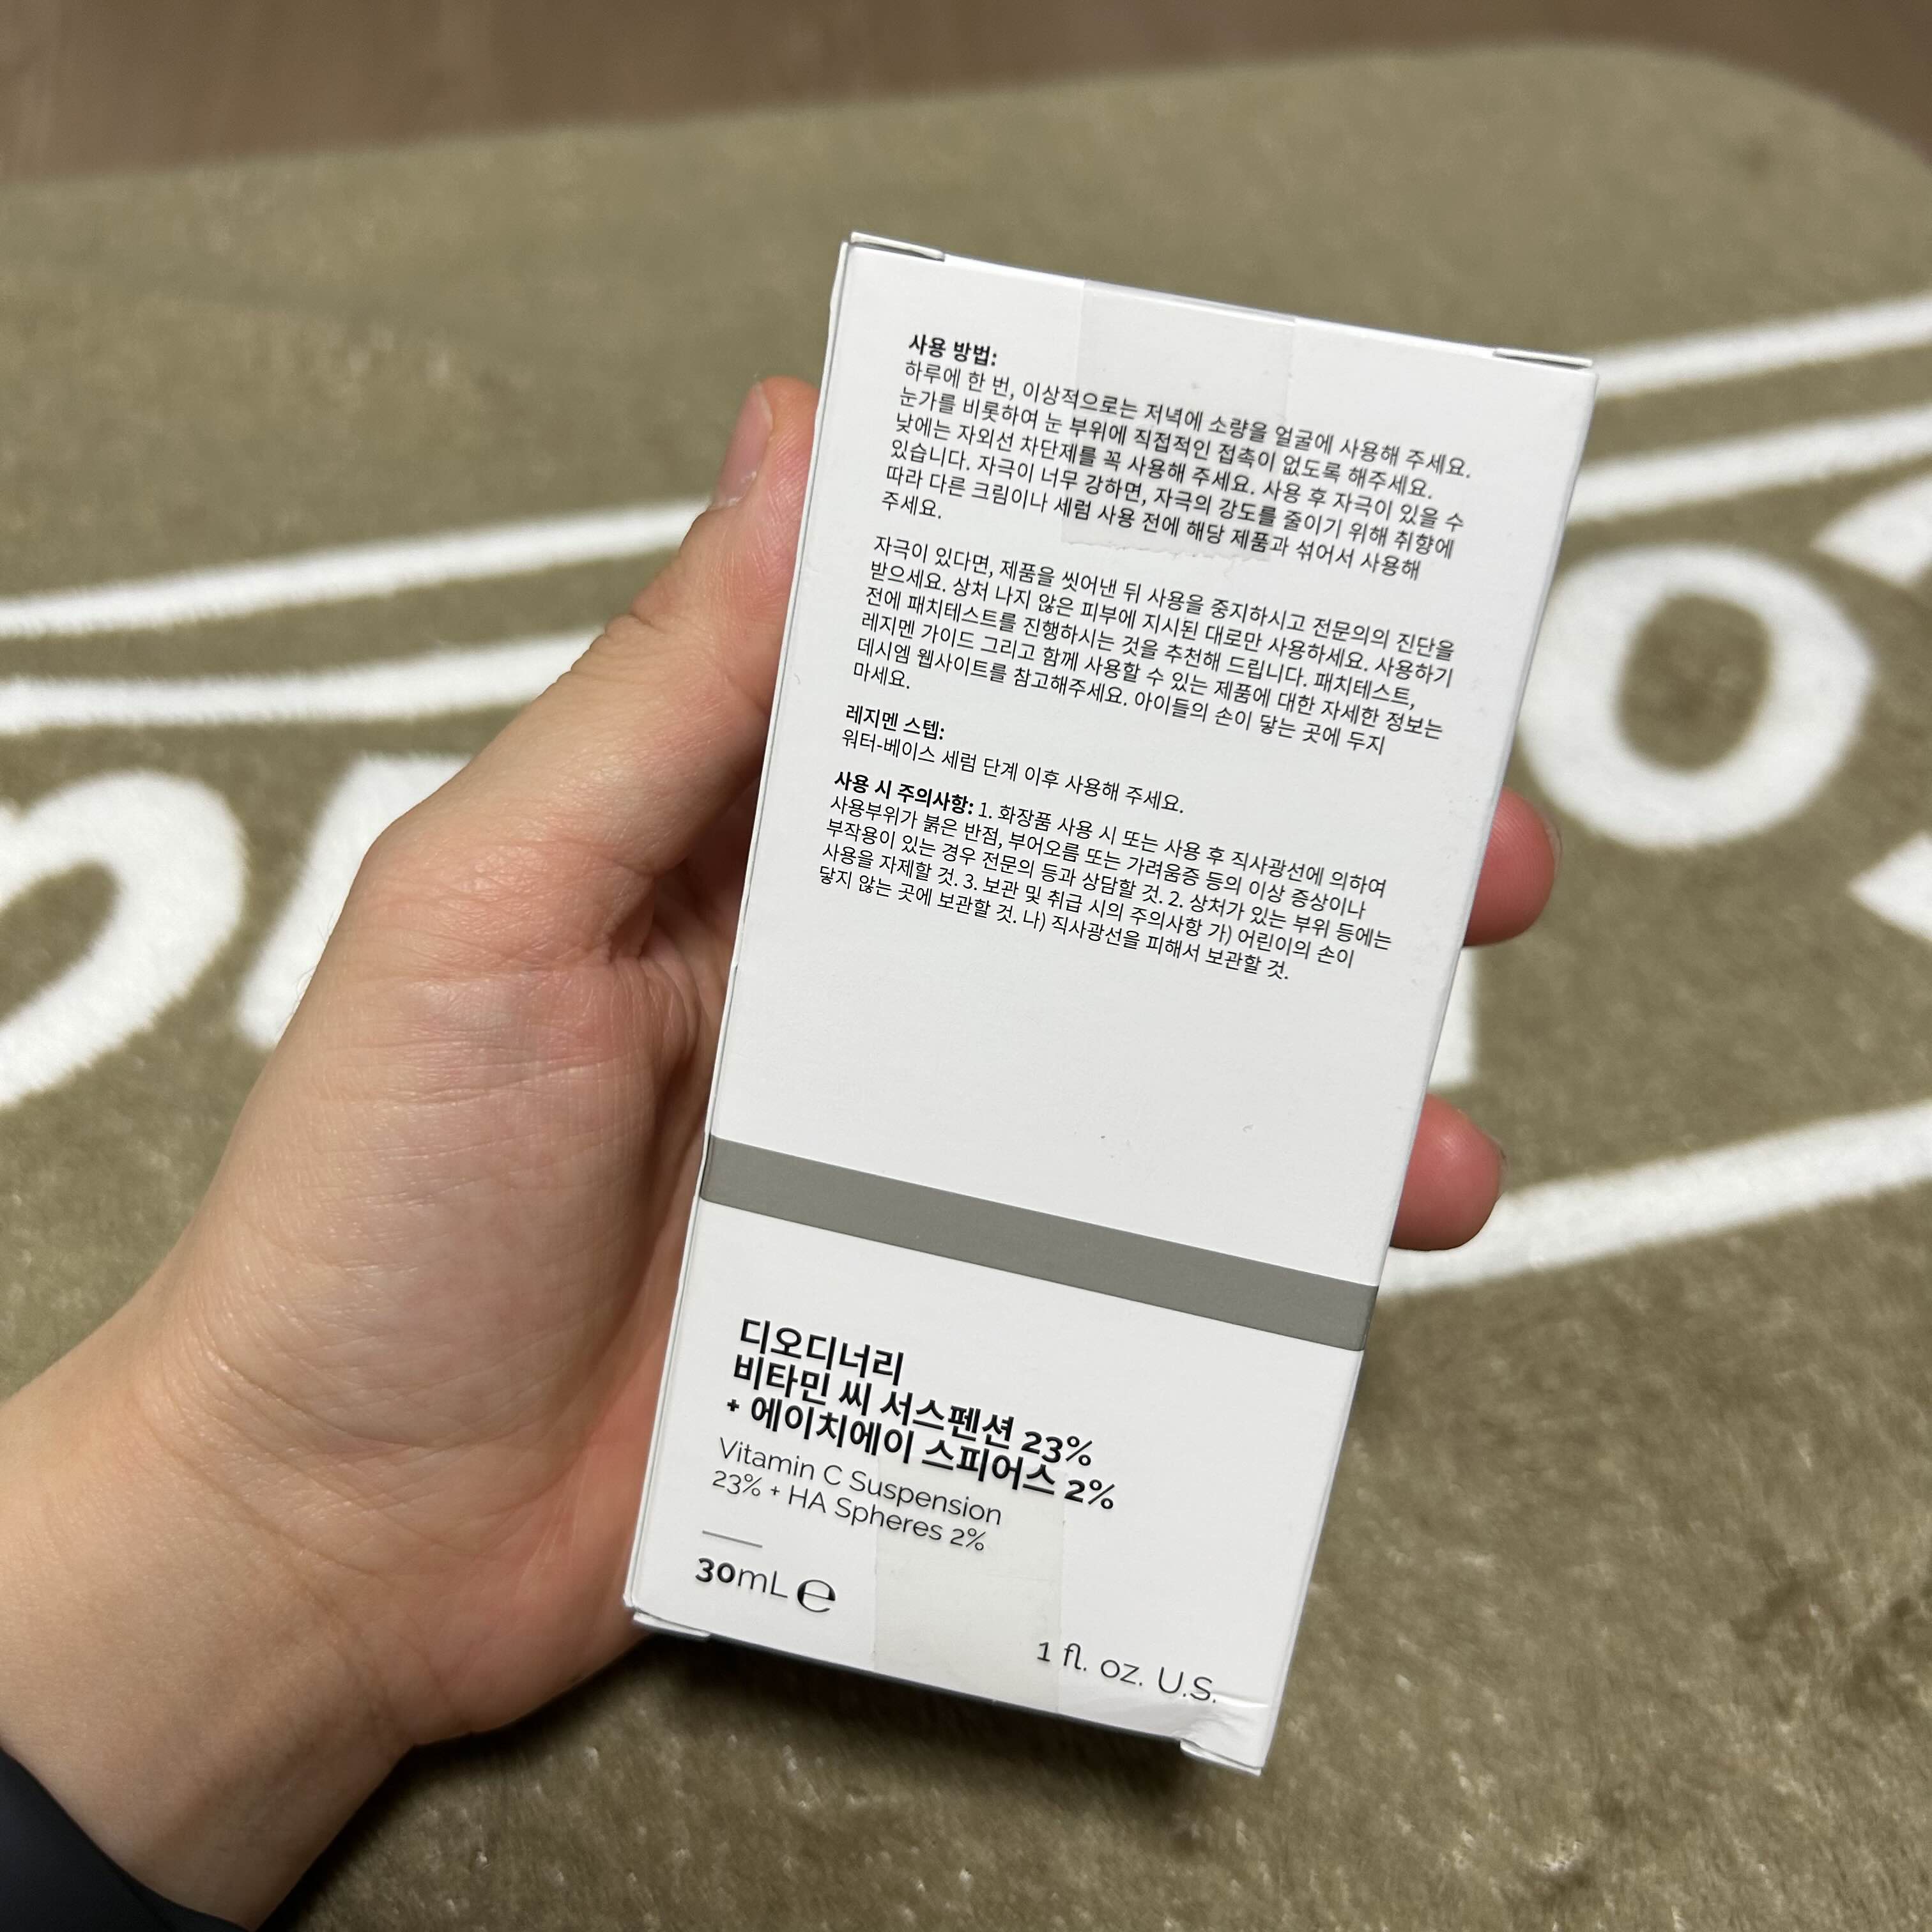 사용 방법:
하루에 한 번, 이상적으로는 저녁에 소량을 얼굴에 사용해 주세요.
눈가를 비롯하여 눈 부위에 직접적인 접촉이 없도록 해주세요.
낮에는 자외선 차단제를 꼭 사용해 주세요. 사용 후 자극이 있을 수
있습니다. 자극이 너무 강하면, 자극의 강도를 줄이기 위해 취향에
따라 다른 크림이나 세럼 사용 전에 해당 제품과 섞어서 사용해
주세요.
자극이 있다면, 제품을 씻어낸 뒤 사용을 중지하시고 전문의의 진단을
받으세요. 상처 나지 않은 피부에 지시된 대로만 사용하세요. 사용하기
전에 패치테스트를 진행하시는 것을 추천해 드립니다. 패치테스트,
레지멘 가이드 그리고 함께 사용할 수 있는 제품에 대한 자세한 정보는
데시엠 웹사이트를 참고해주세요. 아이들의 손이 닿는 곳에 두지
마세요.
레지멘 스텝:
워터-베이스 세럼 단계 이후 사용해 주세요.
사용 시 주의사항: 1. 화장품 사용 시 또는 사용 후 직사광선에 의하여
사용부위가 붉은 반점, 부어오름 또는 가려움증 등의 이상 증상이나
부작용이 있는 경우 전문의 등과 상담할 것. 2. 상처가 있는 부위 등에는
사용을 자제할 것. 3. 보관 및 취급 시의 주의사항 가) 어린이의 손이
닿지 않는 곳에 보관할 것. 나) 직사광선을 피해서 보관할 것.
디오디너리
비타민 씨 서스펜션 23%
+ 에이치에이 스피어스 2%
Vitamin C Suspension
23% + HA Spheres 2%
30mL ℮
1 fl. oz. U.S.